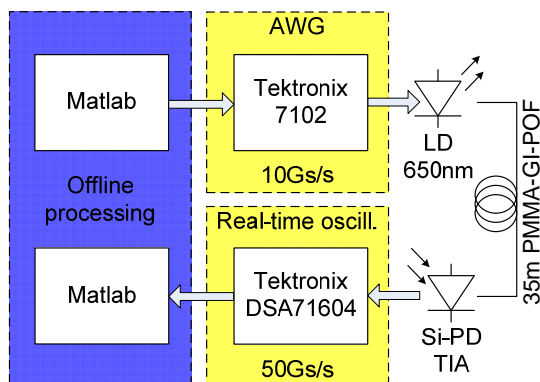 AWG
Matlab
Tektronix
7102
LD
650nm
10Gs/s
Offline
processing
35m PMMA-GI-POF
Real-time oscill.
Matlab
Tektronix
DSA71604
Si-PD
TIA
50Gs/s